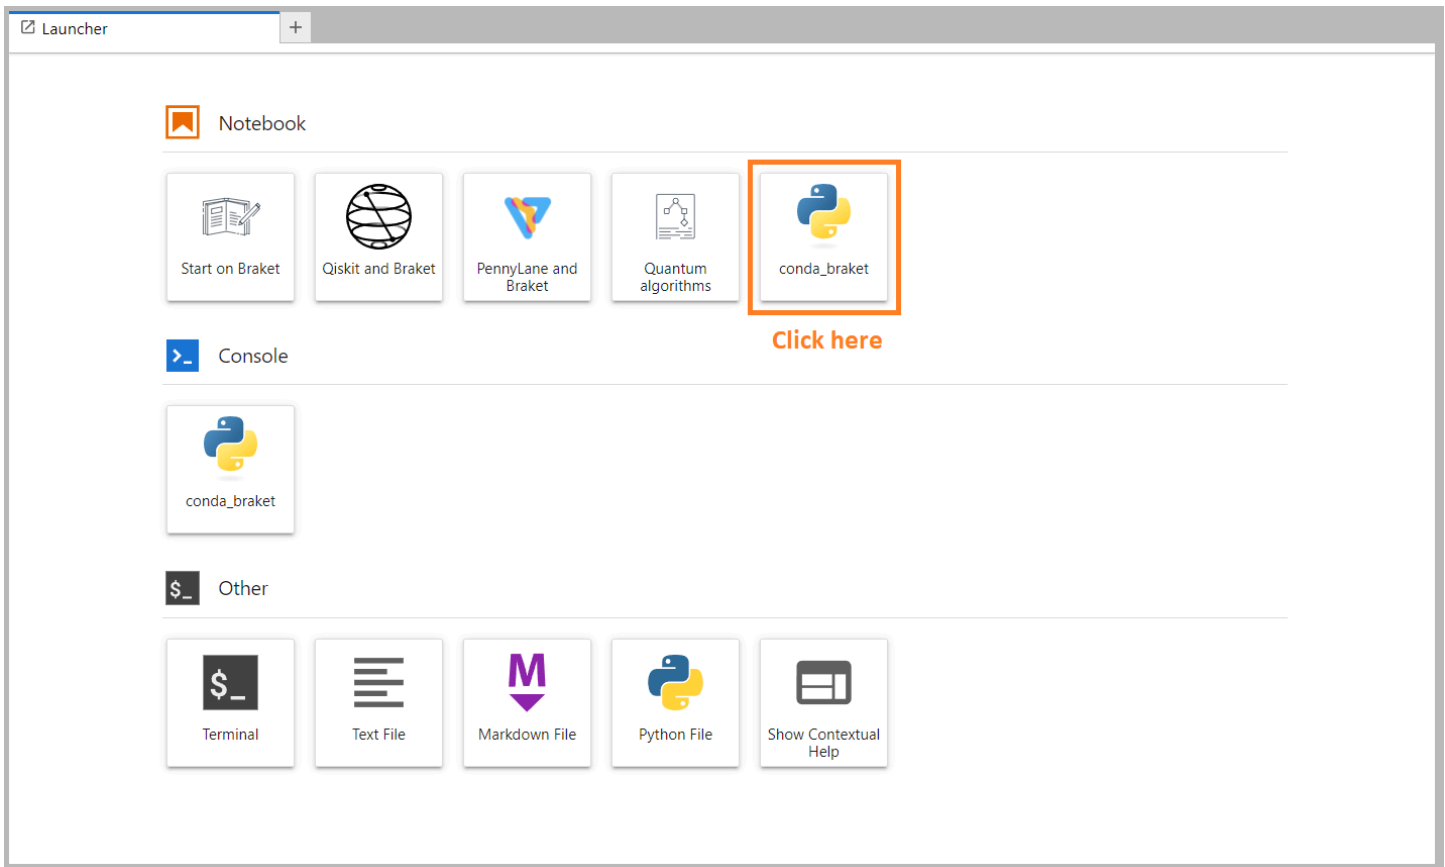 Launcher
+
Notebook
Start on Braket
Qiskit and Braket
PennyLane and
Braket
Quantum
algorithms
conda_braket
Click here
>_
Console
conda_braket
$_
Other
$_
Terminal
Text File
M
Markdown File
Python File
Show Contextual
Help